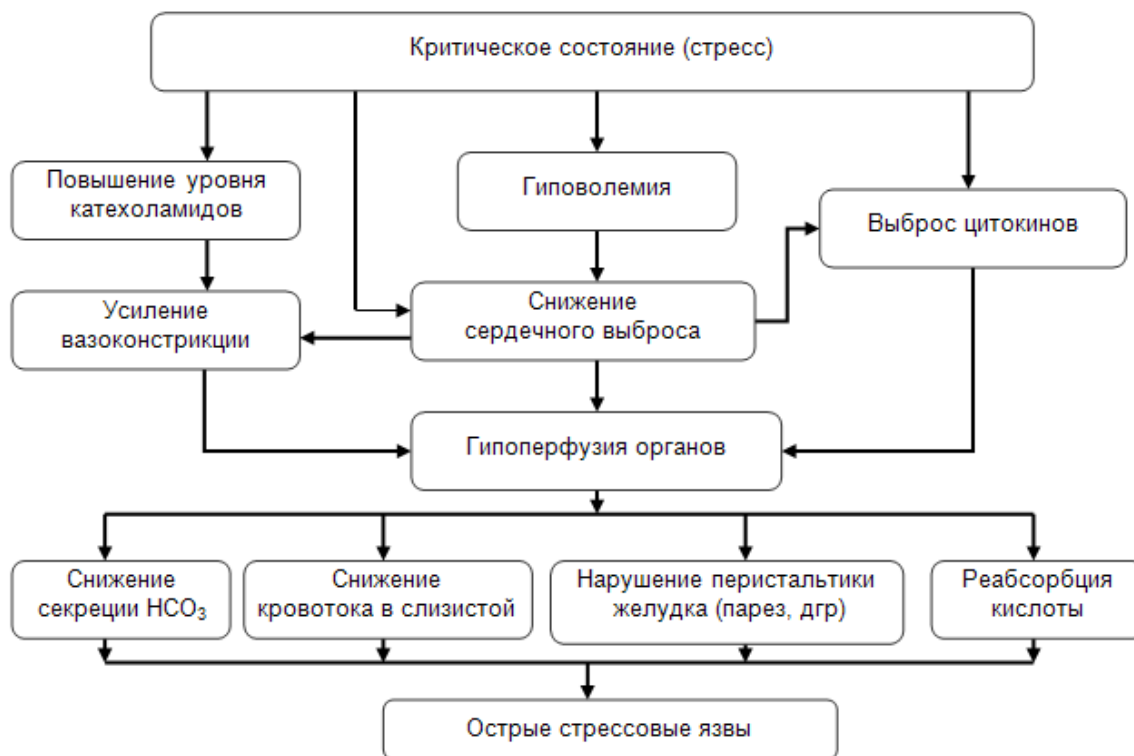 Критическое состояние (стресс)
Повышение уровня
катехоламидов
Гиповолемия
Выброс цитокинов
Усиление
вазоконстрикции
Снижение
сердечного выброса
Гипоперфузия органов
Снижение
секреции HCO₃
Снижение
кровотока в слизистой
Нарушение перистальтики
желудка (парез, дгр)
Реабсорбция
кислоты
Острые стрессовые язвы